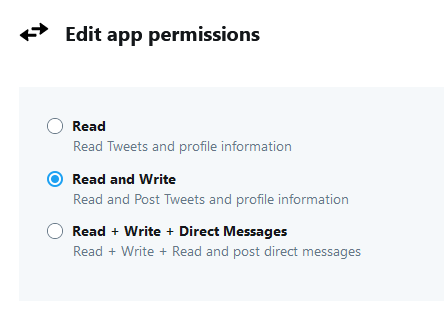 Edit app permissions
Read
Read Tweets and profile information
Read and Write
Read and Post Tweets and profile information
Read + Write + Direct Messages
Read + Write + Read and post direct messages